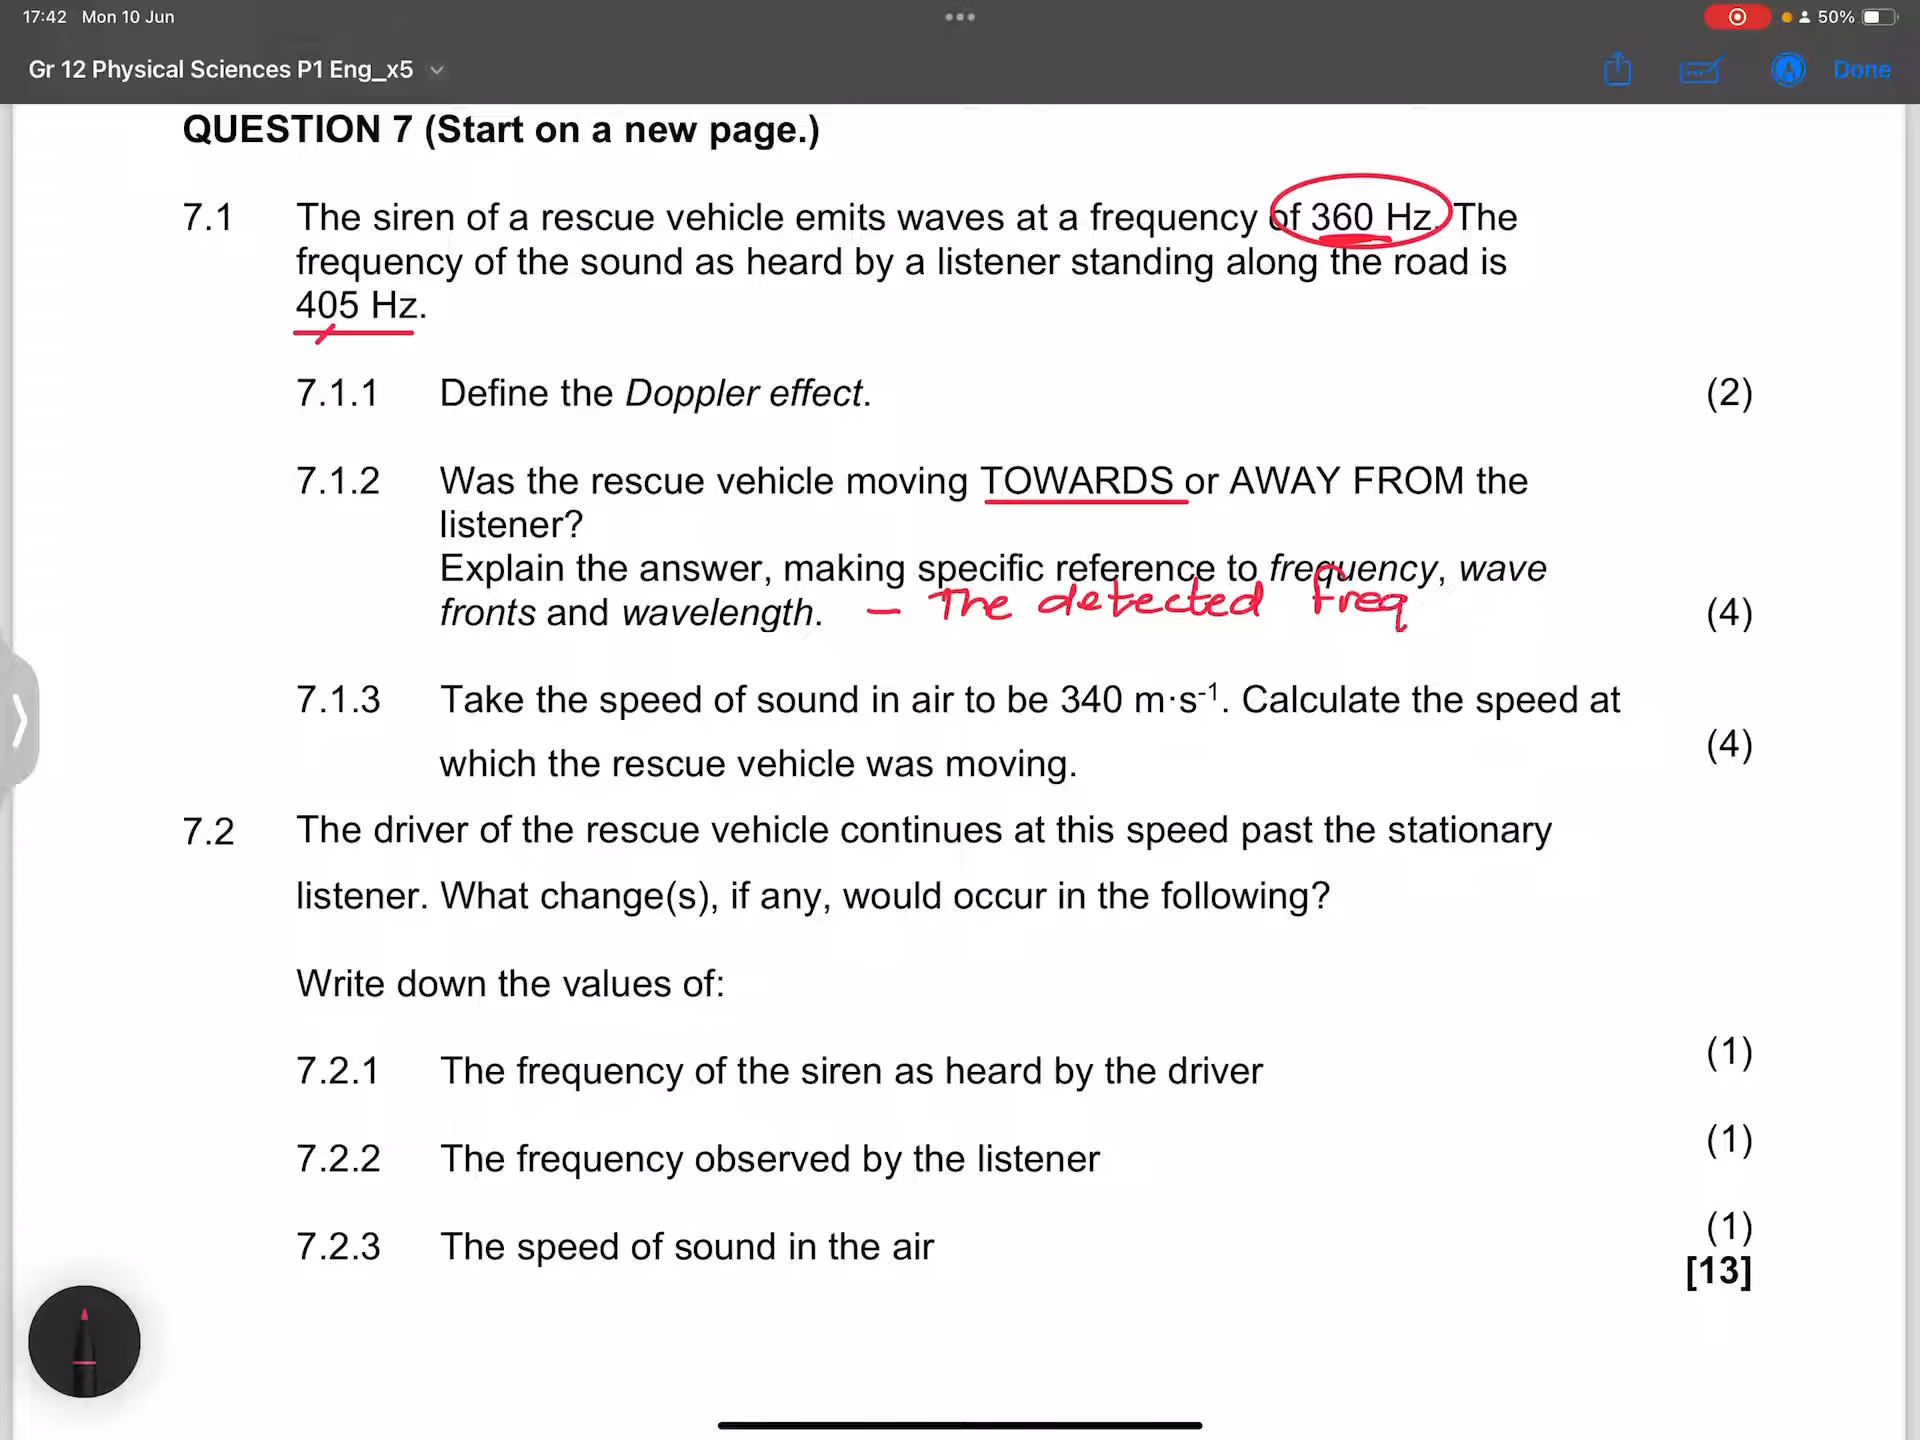 17:42 Mon 10 Jun
50%
Gr 12 Physical Sciences P1 Eng_x5
Done
QUESTION 7 (Start on a new page.)
7.1 The siren of a rescue vehicle emits waves at a frequency of 360 Hz. The
frequency of the sound as heard by a listener standing along the road is
405 Hz.
7.1.1 Define the Doppler effect. (2)
7.1.2 Was the rescue vehicle moving TOWARDS or AWAY FROM the
listener?
Explain the answer, making specific reference to frequency, wave
fronts and wavelength. (4)
– The detected freq
7.1.3 Take the speed of sound in air to be 340 m·s⁻¹. Calculate the speed at
which the rescue vehicle was moving. (4)
7.2 The driver of the rescue vehicle continues at this speed past the stationary
listener. What change(s), if any, would occur in the following?
Write down the values of:
7.2.1 The frequency of the siren as heard by the driver (1)
7.2.2 The frequency observed by the listener (1)
7.2.3 The speed of sound in the air (1)
[13]